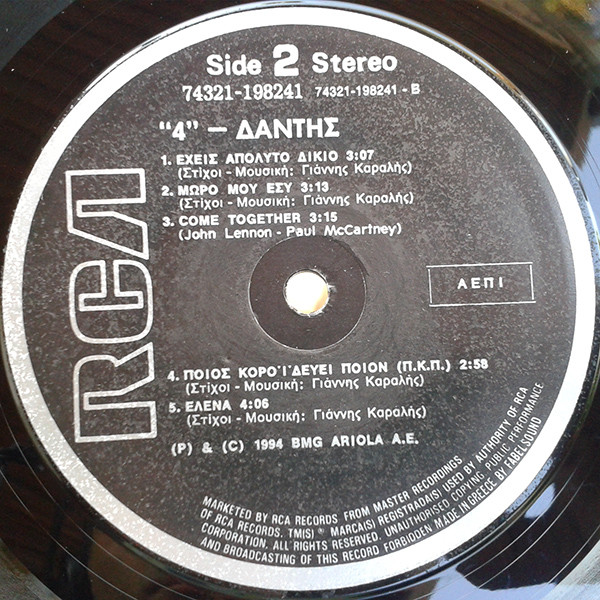 Side 2 Stereo
74321-198241 74321-198241 - B
"4" – ΔΑΝΤΗΣ
1. ΕΧΕΙΣ ΑΠΟΛΥΤΟ ΔΙΚΙΟ 3:07
(Στίχοι - Μουσική: Γιάννης Καραλής)
2. ΜΩΡΟ ΜΟΥ ΕΣΥ 3:13
(Στίχοι - Μουσική: Γιάννης Καραλής)
3. COME TOGETHER 3:15
(John Lennon - Paul McCartney)
RCA
ΑΕΠΙ
4. ΠΟΙΟΣ ΚΟΡΟ'Ι'ΔΕΥΕΙ ΠΟΙΟΝ (Π.Κ.Π.) 2:58
(Στίχοι - Μουσική: Γιάννης Καραλής)
5. ΕΛΕΝΑ 4:06
(Στίχοι - Μουσική: Γιάννης Καραλής)
(P) & (C) 1994 BMG ARIOLA A.E.
MARKETED BY RCA RECORDS FROM MASTER RECORDINGS
OF RCA RECORDS. TM(S) ® MARCA(S) REGISTRADA(S) USED BY AUTHORITY OF RCA
CORPORATION. ALL RIGHTS RESERVED. UNAUTHORISED COPYING PUBLIC PERFORMANCE
AND BROADCASTING OF THIS RECORD FORBIDDEN MADE IN GREECE BY FABELSOUND